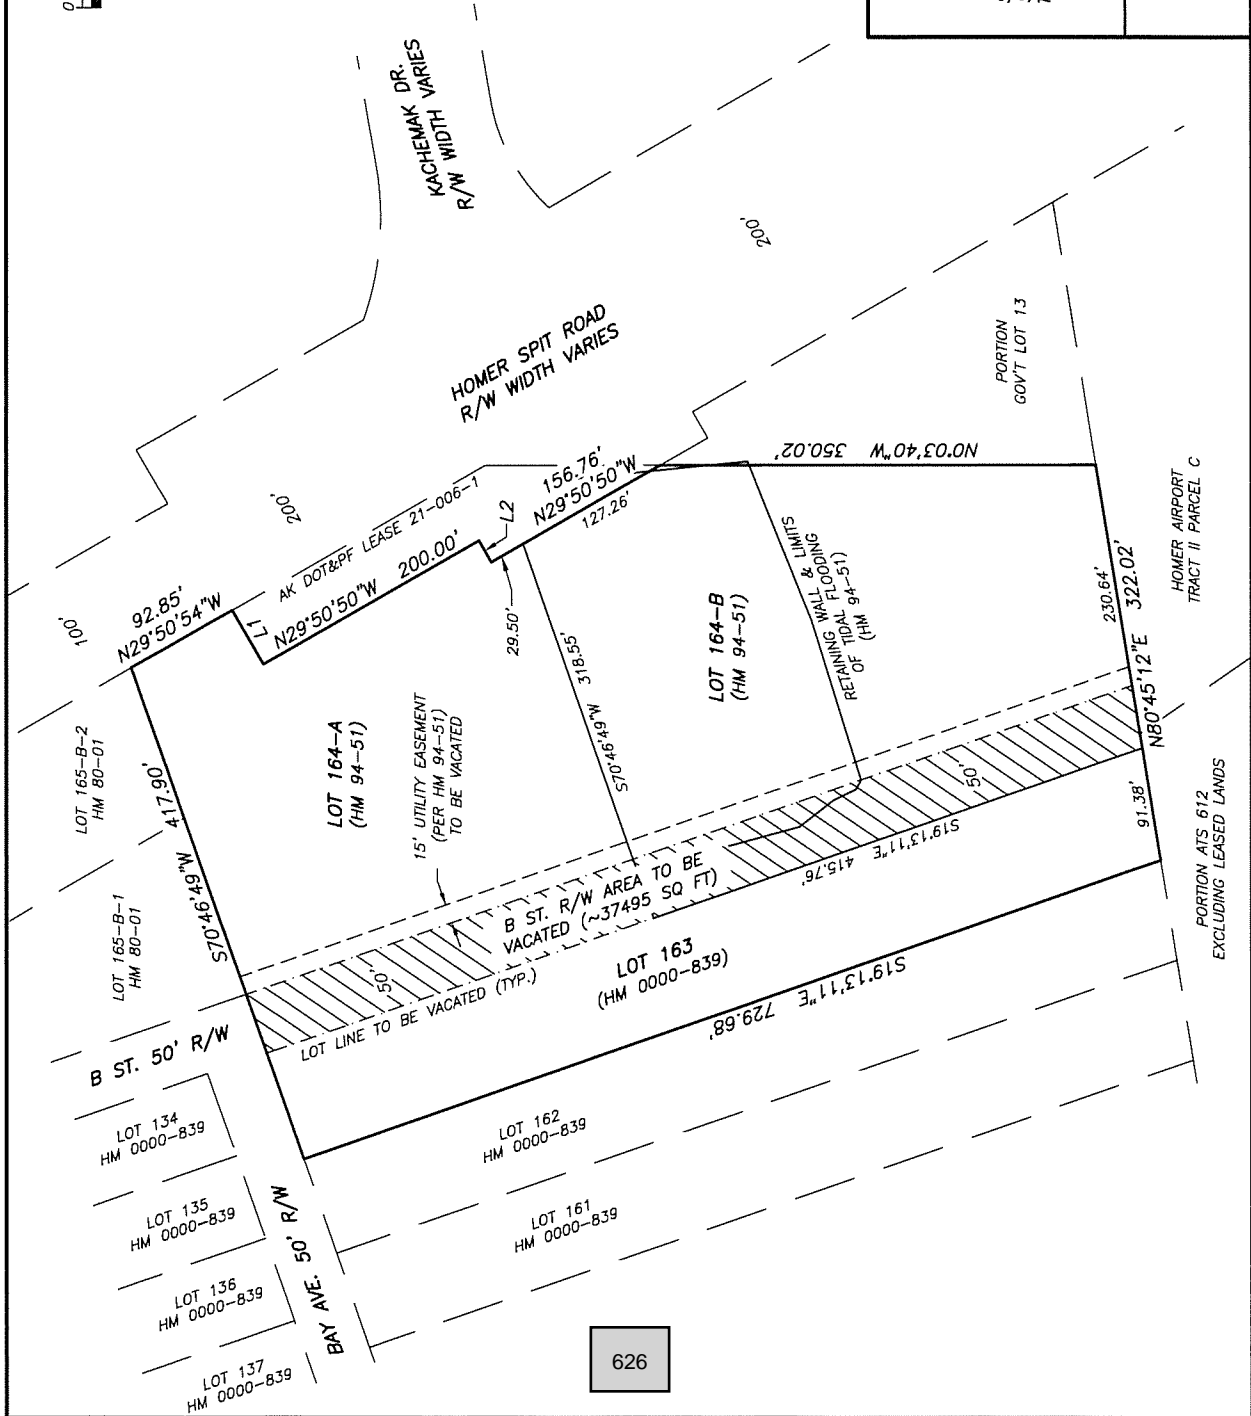 KACHEMAK DR.
R/W WIDTH VARIES
200'
HOMER SPIT ROAD
R/W WIDTH VARIES
PORTION
GOV'T LOT 13
N0°03'40"W 350.02'
HOMER AIRPORT
TRACT II PARCEL C
100'
92.85'
N29°50'54"W
L1
200'
AK DOT&PF LEASE 21-006-1
N29°50'50"W 200.00'
L2
29.50'
156.76'
N29°50'50"W
127.26'
LOT 165-B-2
HM 80-01
LOT 165-B-1
HM 80-01
S70°46'49"W 417.90'
LOT 164-A
(HM 94-51)
15' UTILITY EASEMENT
(PER HM 94-51)
TO BE VACATED
S70°46'49"W 318.55'
LOT 164-B
(HM 94-51)
RETAINING WALL & LIMITS
OF TIDAL FLOODING
(HM 94-51)
230.64'
N80°45'12"E 322.02'
91.38'
50'
50'
B ST. R/W AREA TO BE
VACATED (~37495 SQ FT)
S19°13'11"E 415.76'
LOT LINE TO BE VACATED (TYP.)
LOT 163
(HM 0000-839)
S19°13'11"E 729.68'
PORTION ATS 612
EXCLUDING LEASED LANDS
B ST. 50' R/W
LOT 134
HM 0000-839
LOT 135
HM 0000-839
LOT 136
HM 0000-839
LOT 137
HM 0000-839
BAY AVE. 50' R/W
LOT 162
HM 0000-839
LOT 161
HM 0000-839
626